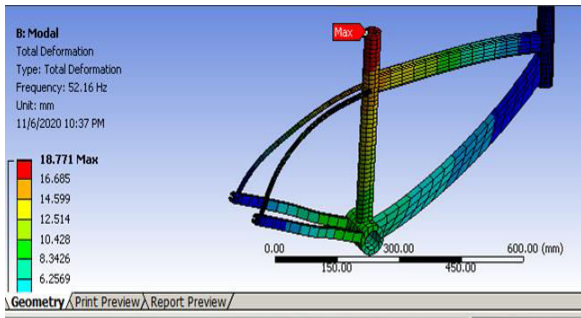 B: Modal
Total Deformation
Type: Total Deformation
Frequency: 52.16 Hz
Unit: mm
11/6/2020 10:37 PM
Max
18.771 Max
16.685
14.599
12.514
10.428
8.3426
6.2569
0.00 300.00 600.00 (mm)
150.00 450.00
Geometry Print Preview Report Preview